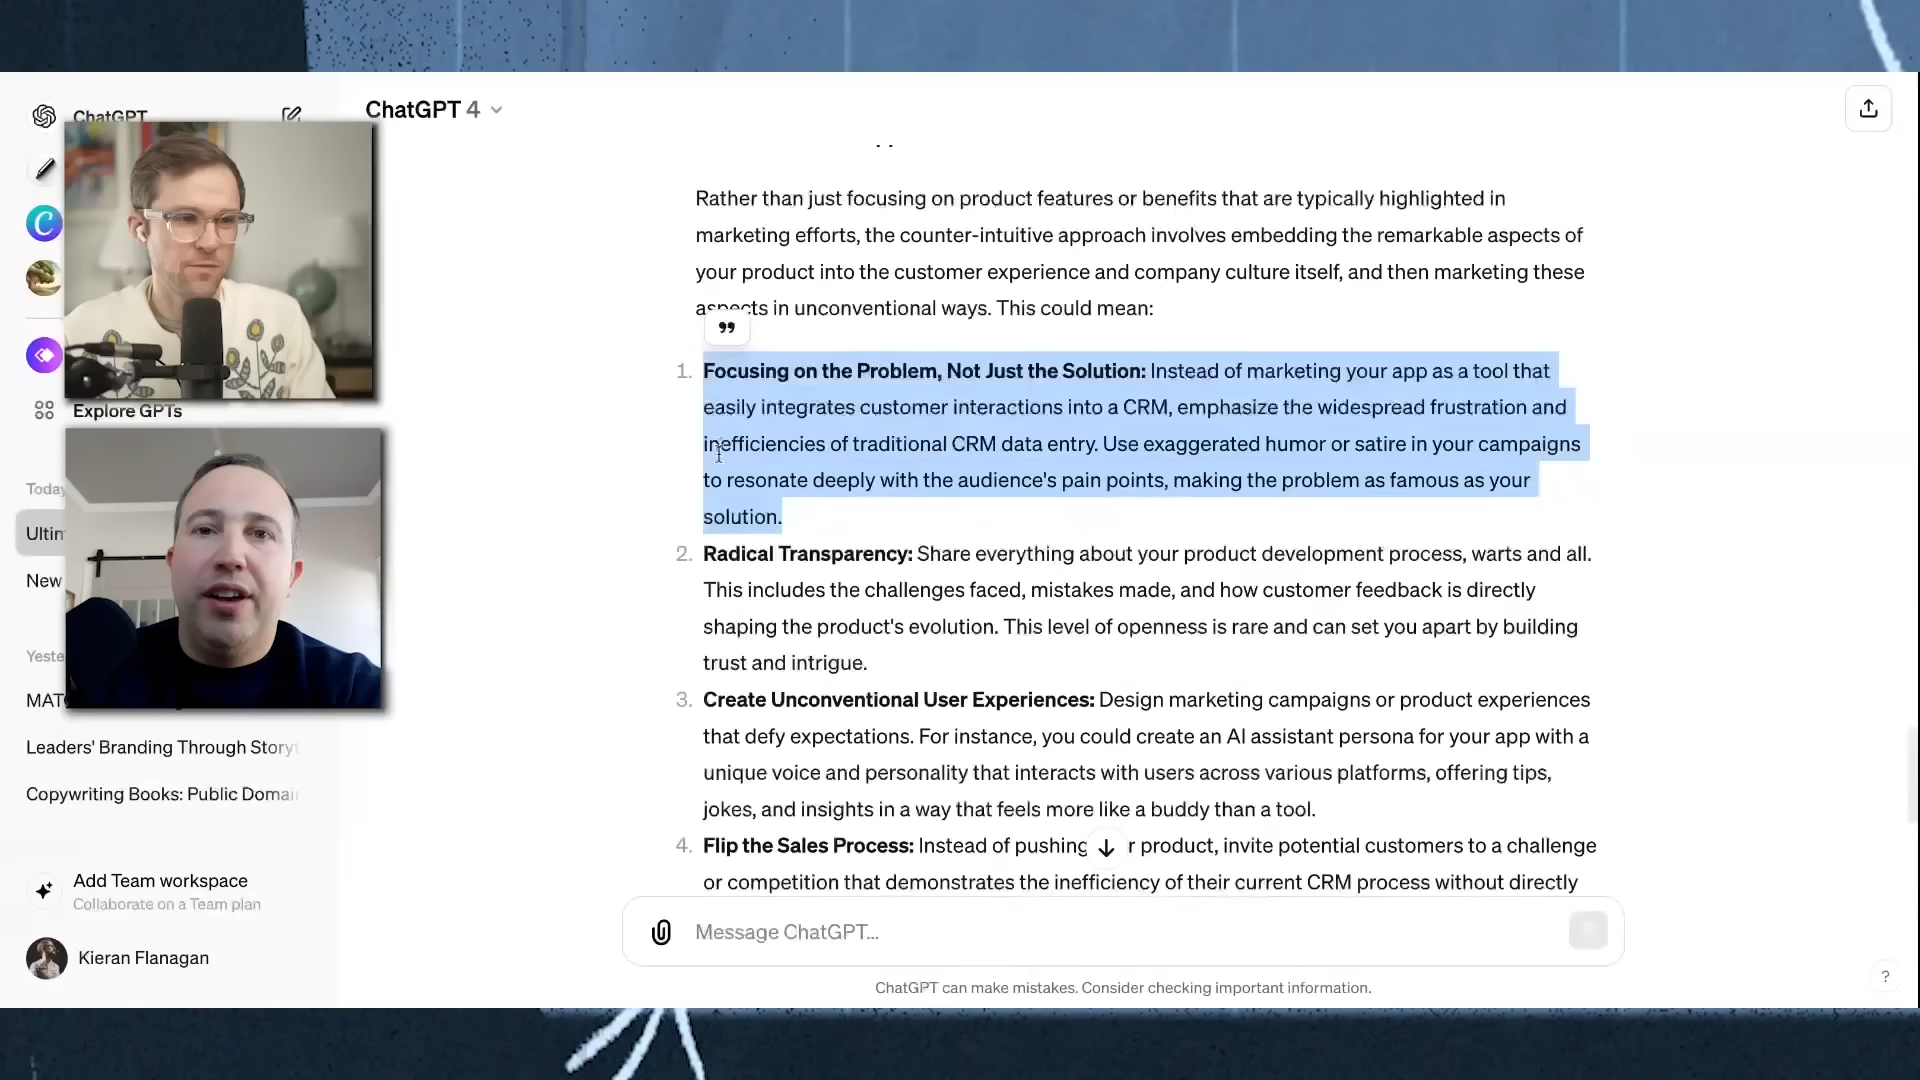 ChatGPT
ChatGPT 4
Rather than just focusing on product features or benefits that are typically highlighted in
marketing efforts, the counter-intuitive approach involves embedding the remarkable aspects of
your product into the customer experience and company culture itself, and then marketing these
aspects in unconventional ways. This could mean:
1. Focusing on the Problem, Not Just the Solution: Instead of marketing your app as a tool that
easily integrates customer interactions into a CRM, emphasize the widespread frustration and
inefficiencies of traditional CRM data entry. Use exaggerated humor or satire in your campaigns
to resonate deeply with the audience's pain points, making the problem as famous as your
solution.
2. Radical Transparency: Share everything about your product development process, warts and all.
This includes the challenges faced, mistakes made, and how customer feedback is directly
shaping the product's evolution. This level of openness is rare and can set you apart by building
trust and intrigue.
3. Create Unconventional User Experiences: Design marketing campaigns or product experiences
that defy expectations. For instance, you could create an AI assistant persona for your app with a
unique voice and personality that interacts with users across various platforms, offering tips,
jokes, and insights in a way that feels more like a buddy than a tool.
4. Flip the Sales Process: Instead of pushing r product, invite potential customers to a challenge
or competition that demonstrates the inefficiency of their current CRM process without directly
Explore GPTs
Today
Ultim
New
Yeste
MAT
Leaders' Branding Through Story
Copywriting Books: Public Domai
Add Team workspace
Collaborate on a Team plan
Kieran Flanagan
Message ChatGPT...
ChatGPT can make mistakes. Consider checking important information.
?